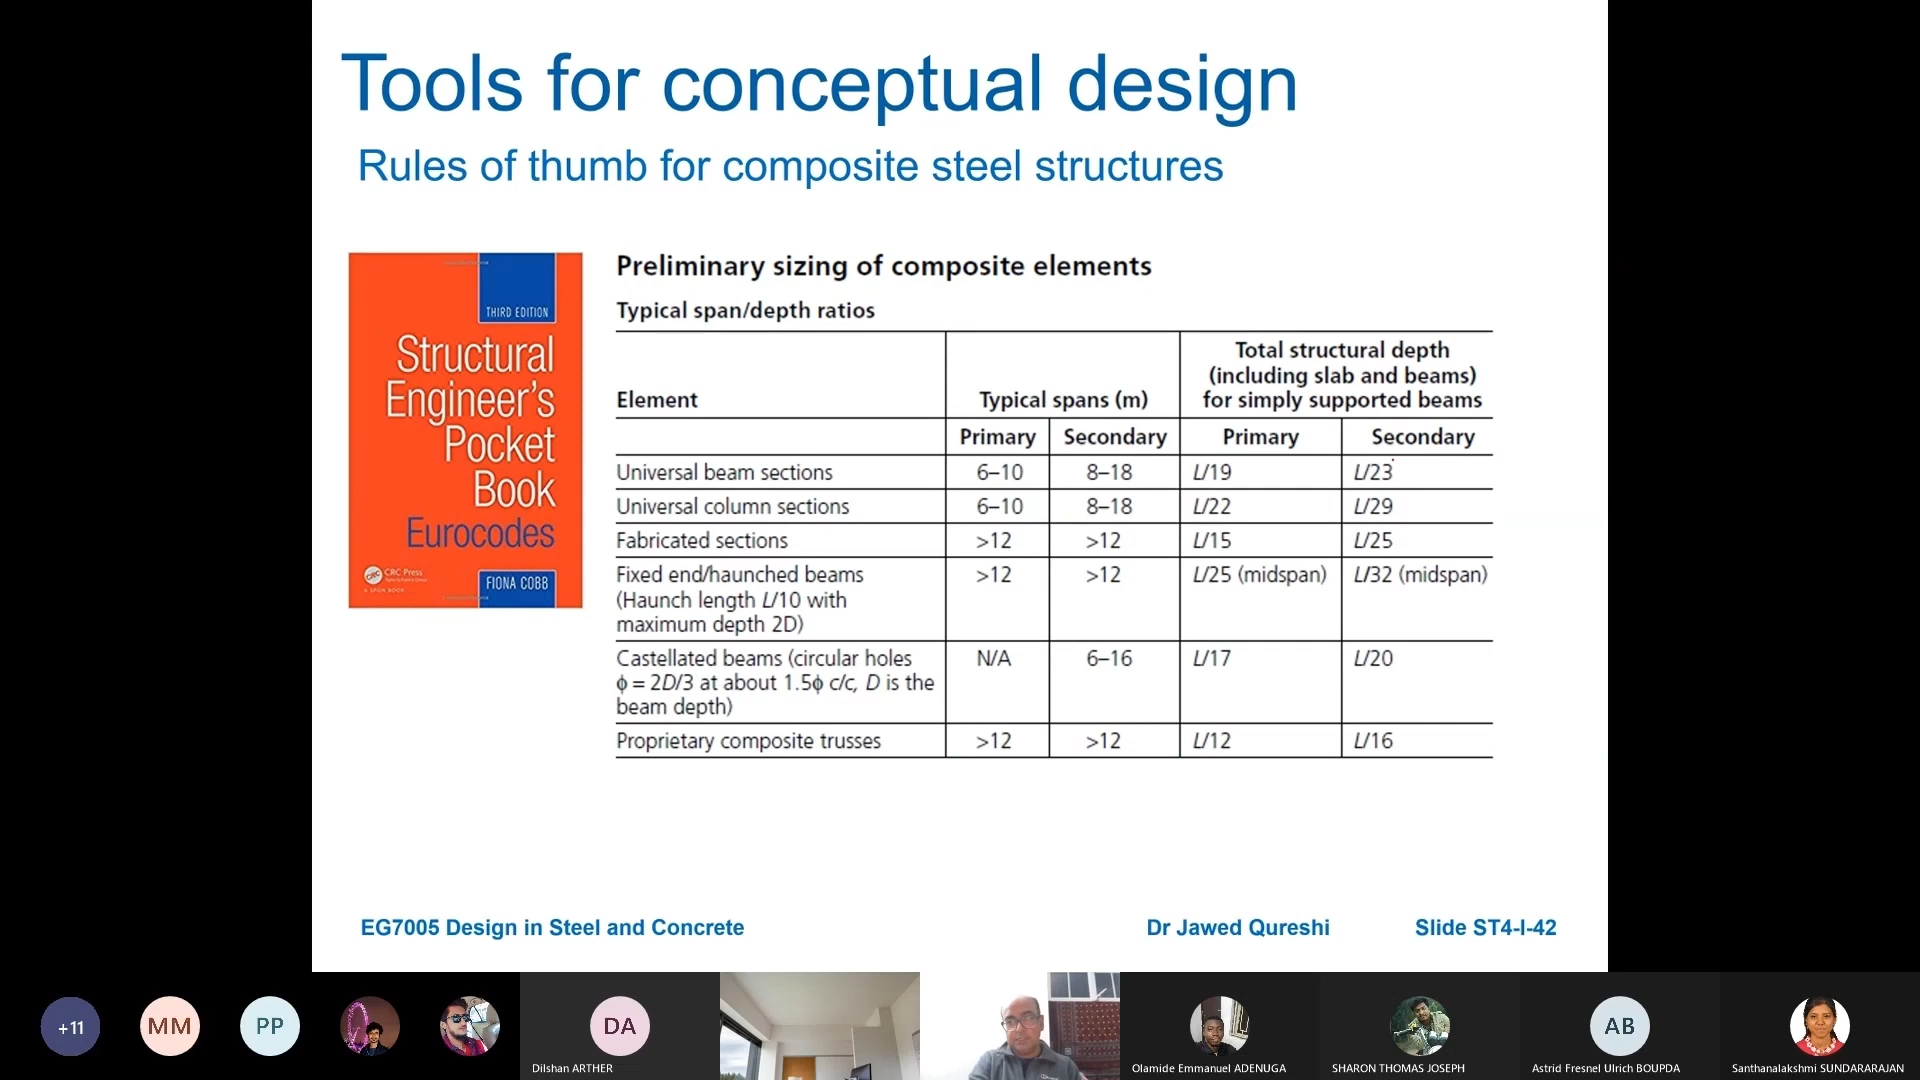 Tools for conceptual design
Rules of thumb for composite steel structures
THIRD EDITION
Structural
Engineer's
Pocket
Book
Eurocodes
CRC Press
FIONA COBB
Preliminary sizing of composite elements
Typical span/depth ratios
Element Typical spans (m) Total structural depth
(including slab and beams)
for simply supported beams
Primary Secondary Primary Secondary
Universal beam sections 6–10 8–18 L/19 L/23
Universal column sections 6–10 8–18 L/22 L/29
Fabricated sections >12 >12 L/15 L/25
Fixed end/haunched beams >12 >12 L/25 (midspan) L/32 (midspan)
(Haunch length L/10 with
maximum depth 2D)
Castellated beams (circular holes N/A 6–16 L/17 L/20
ϕ = 2D/3 at about 1.5ϕ c/c, D is the
beam depth)
Proprietary composite trusses >12 >12 L/12 L/16
EG7005 Design in Steel and Concrete Dr Jawed Qureshi Slide ST4-I-42
+11 MM PP DA AB
Dilshan ARTHER Olamide Emmanuel ADENUGA SHARON THOMAS JOSEPH Astrid Fresnel Ulrich BOUPDA Santhanalakshmi SUNDARARAJAN